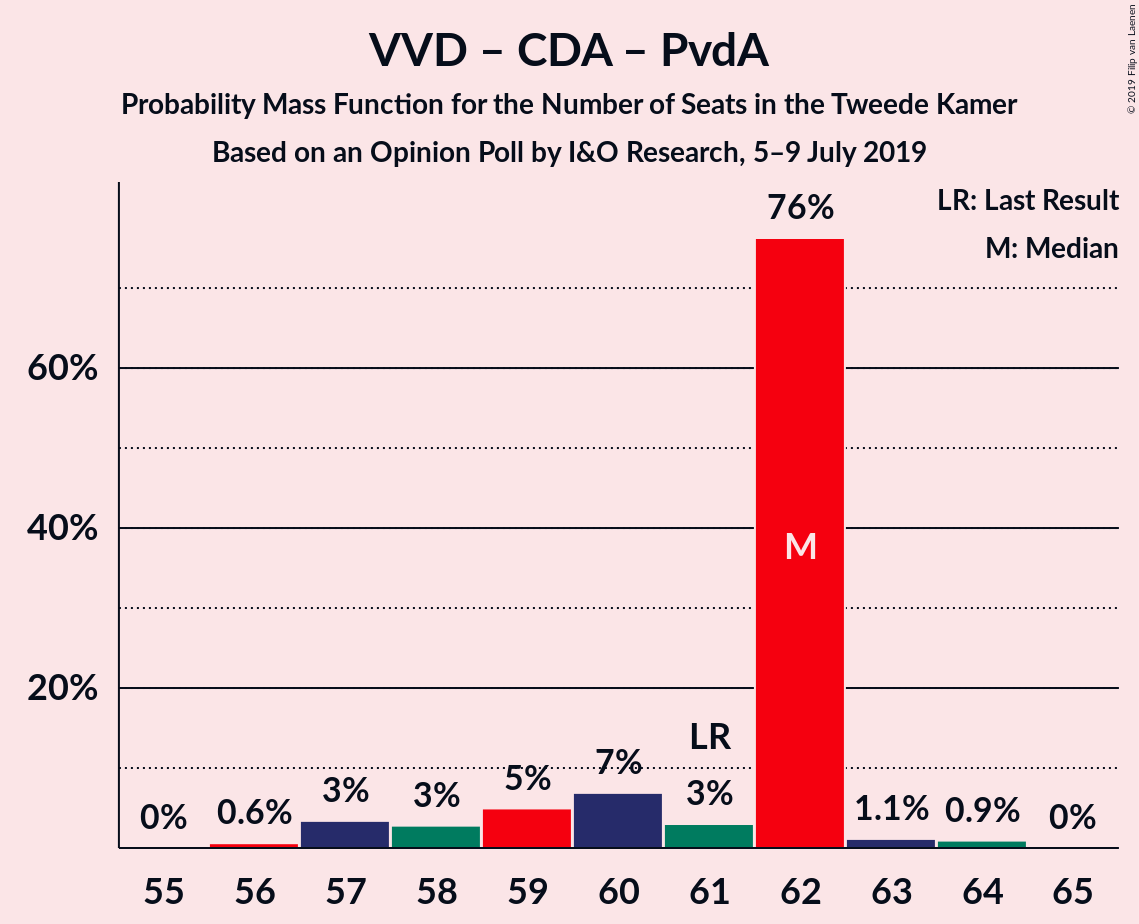 VVD – CDA – PvdA
Probability Mass Function for the Number of Seats in the Tweede Kamer
Based on an Opinion Poll by I&O Research, 5–9 July 2019
© 2019 Filip van Laenen
LR: Last Result
M: Median
60%
40%
20%
0%
0.6%
3%
3%
5%
7%
LR
3%
76%
M
1.1%
0.9%
0%
55 56 57 58 59 60 61 62 63 64 65